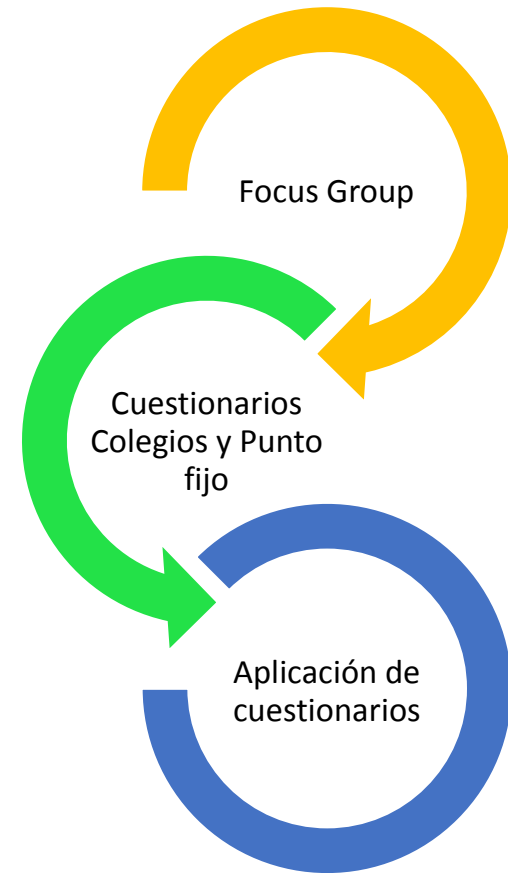 Focus Group
Cuestionarios
Colegios y Punto
fijo
Aplicación de
cuestionarios